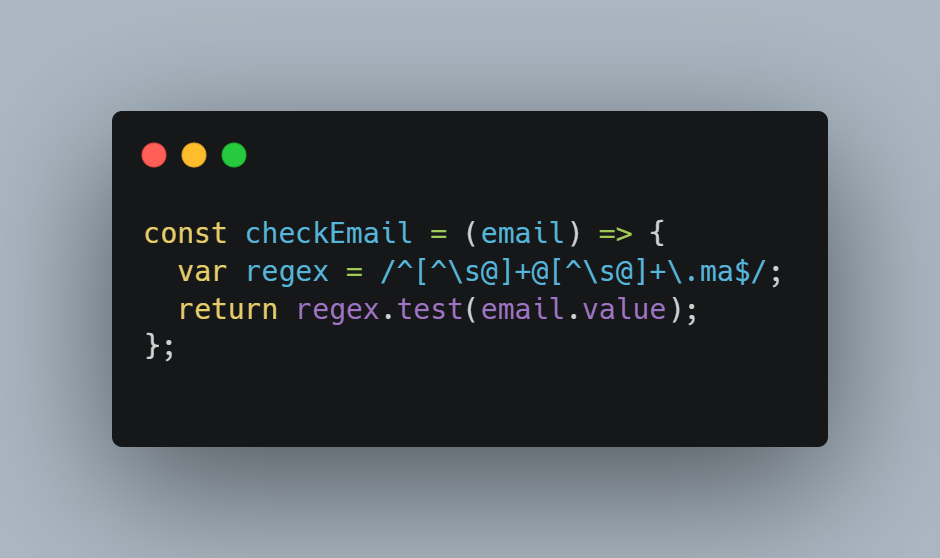 const checkEmail = (email) => {
  var regex = /^[^\s@]+@[^\s@]+\.ma$/;
  return regex.test(email.value);
};